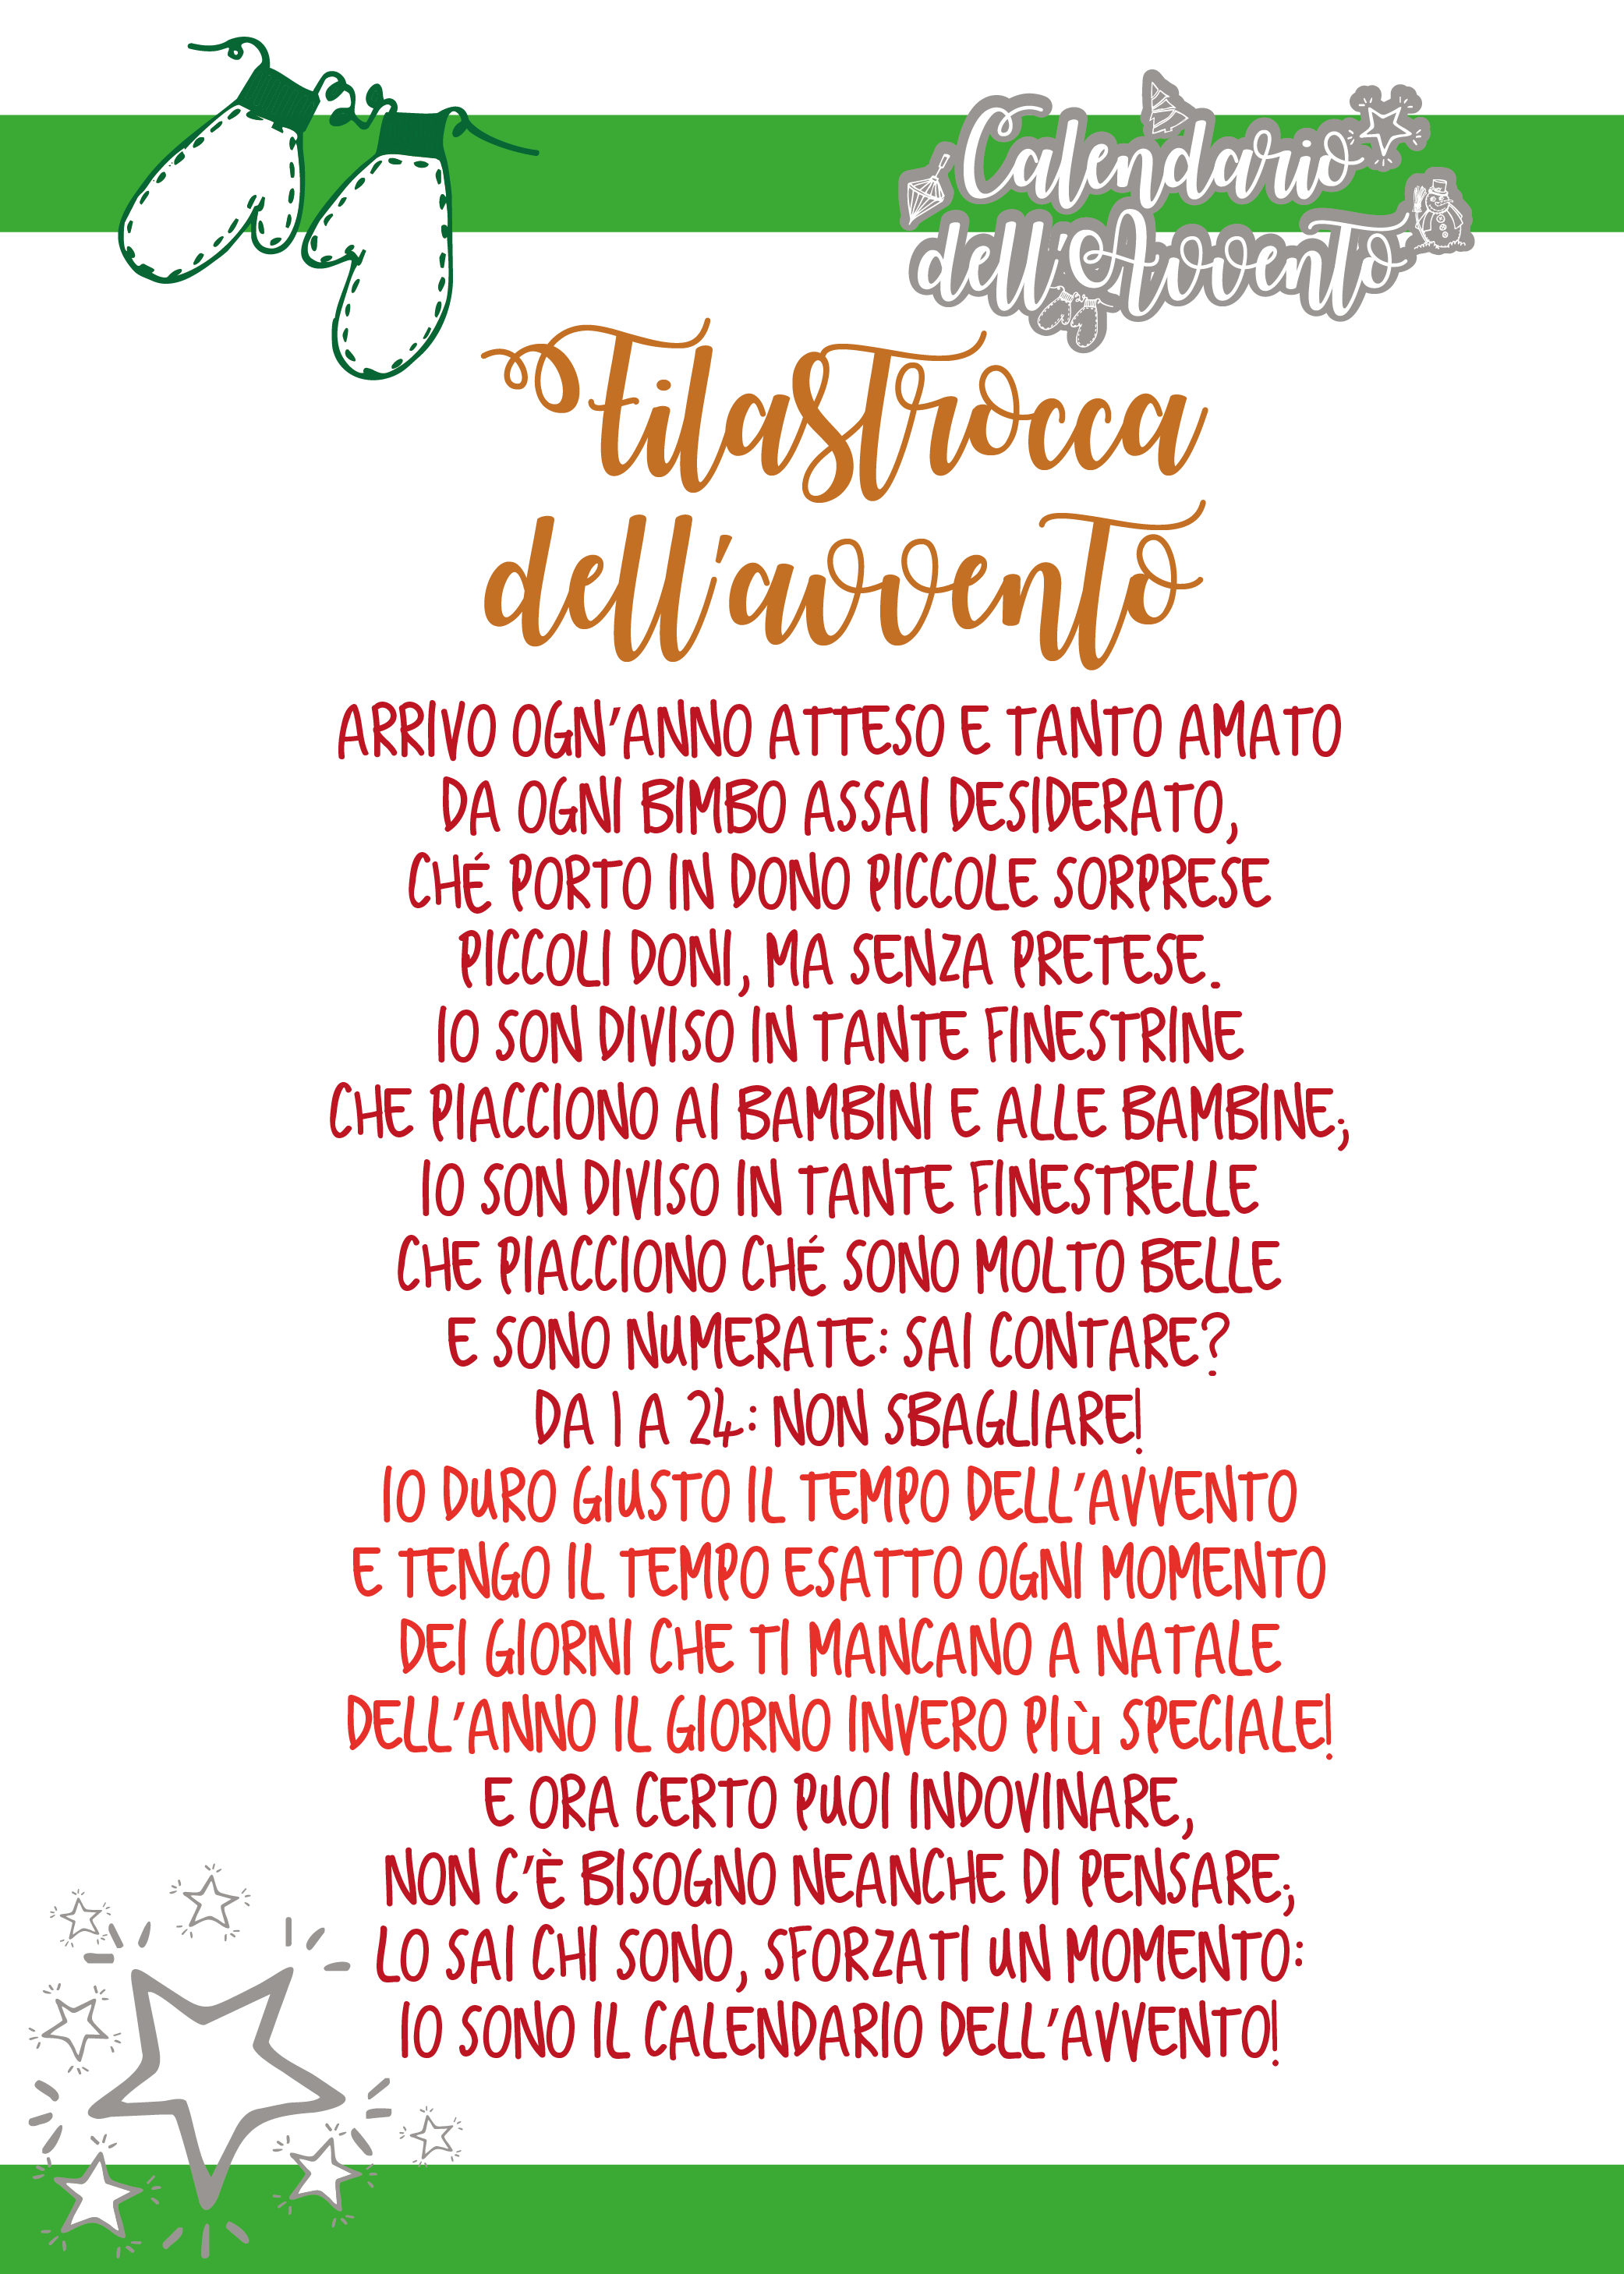 Calendario
dell'Avvento
Filastrocca
dell'avvento
ARRIVO OGN'ANNO ATTESO E TANTO AMATO
DA OGNI BIMBO ASSAI DESIDERATO,
CHÉ PORTO IN DONO PICCOLE SORPRESE
PICCOLI DONI, MA SENZA PRETESE.
IO SON DIVISO IN TANTE FINESTRINE
CHE PIACCIONO AI BAMBINI E ALLE BAMBINE;
IO SON DIVISO IN TANTE FINESTRELLE
CHE PIACCIONO CHÉ SONO MOLTO BELLE
E SONO NUMERATE: SAI CONTARE?
DA 1 A 24: NON SBAGLIARE!
IO DURO GIUSTO IL TEMPO DELL'AVVENTO
E TENGO IL TEMPO ESATTO OGNI MOMENTO
DEI GIORNI CHE TI MANCANO A NATALE
DELL'ANNO IL GIORNO INVERO PIù SPECIALE!
E ORA CERTO PUOI INDOVINARE,
NON C'È BISOGNO NEANCHE DI PENSARE;
LO SAI CHI SONO, SFORZATI UN MOMENTO:
IO SONO IL CALENDARIO DELL'AVVENTO!